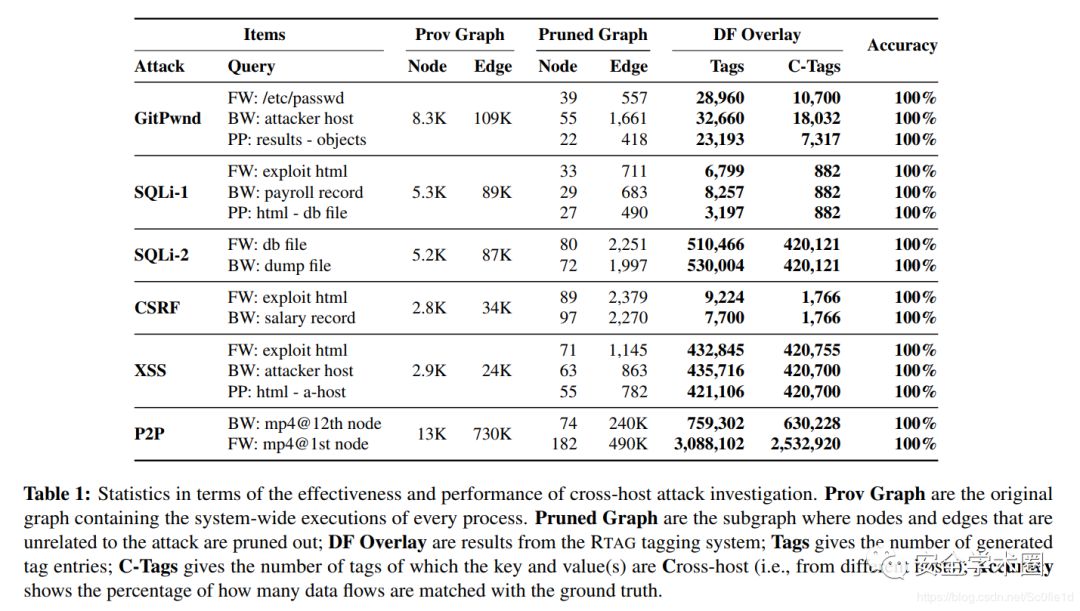 Items Prov Graph Pruned Graph DF Overlay Accuracy
Attack Query Node Edge Node Edge Tags C-Tags
GitPwnd FW: /etc/passwd 8.3K 109K 39 557 28,960 10,700 100%
BW: attacker host 55 1,661 32,660 18,032 100%
PP: results - objects 22 418 23,193 7,317 100%
SQLi-1 FW: exploit html 5.3K 89K 33 711 6,799 882 100%
BW: payroll record 29 683 8,257 882 100%
PP: html - db file 27 490 3,197 882 100%
SQLi-2 FW: db file 5.2K 87K 80 2,251 510,466 420,121 100%
BW: dump file 72 1,997 530,004 420,121 100%
CSRF FW: exploit html 2.8K 34K 89 2,379 9,224 1,766 100%
BW: salary record 97 2,270 7,700 1,766 100%
XSS FW: exploit html 2.9K 24K 71 1,145 432,845 420,755 100%
BW: attacker host 63 863 435,716 420,700 100%
PP: html - a-host 55 782 421,106 420,700 100%
P2P BW: mp4@12th node 13K 730K 74 240K 759,302 630,228 100%
FW: mp4@1st node 182 490K 3,088,102 2,532,920 100%
Table 1: Statistics in terms of the effectiveness and performance of cross-host attack investigation. Prov Graph are the original
graph containing the system-wide executions of every process. Pruned Graph are the subgraph where nodes and edges that are
unrelated to the attack are pruned out; DF Overlay are results from the RTAG tagging system; Tags gives the number of generated
tag entries; C-Tags gives the number of tags of which the key and value(s) are Cross-host (i.e., from
shows the percentage of how many data flows are matched with the ground truth.
安全学术圈